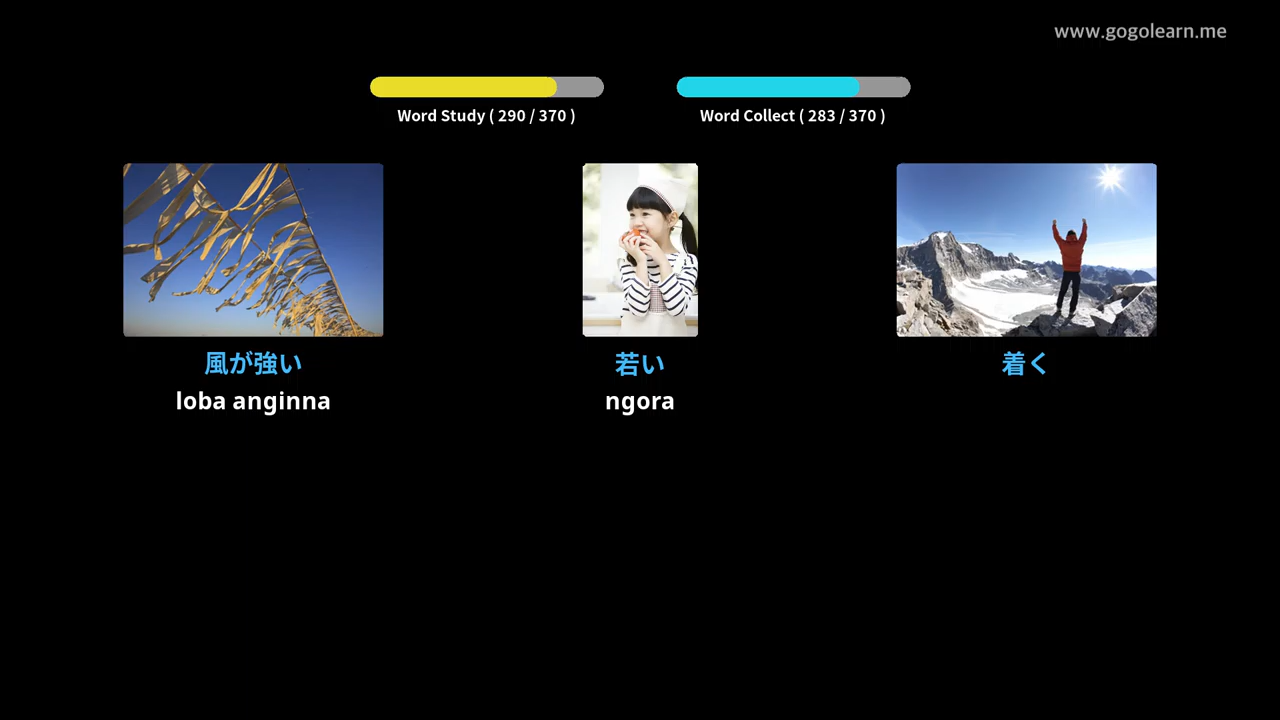 www.gogolearn.me
Word Study ( 290 / 370 )
Word Collect ( 283 / 370 )
風が強い
loba anginna
若い
ngora
着く